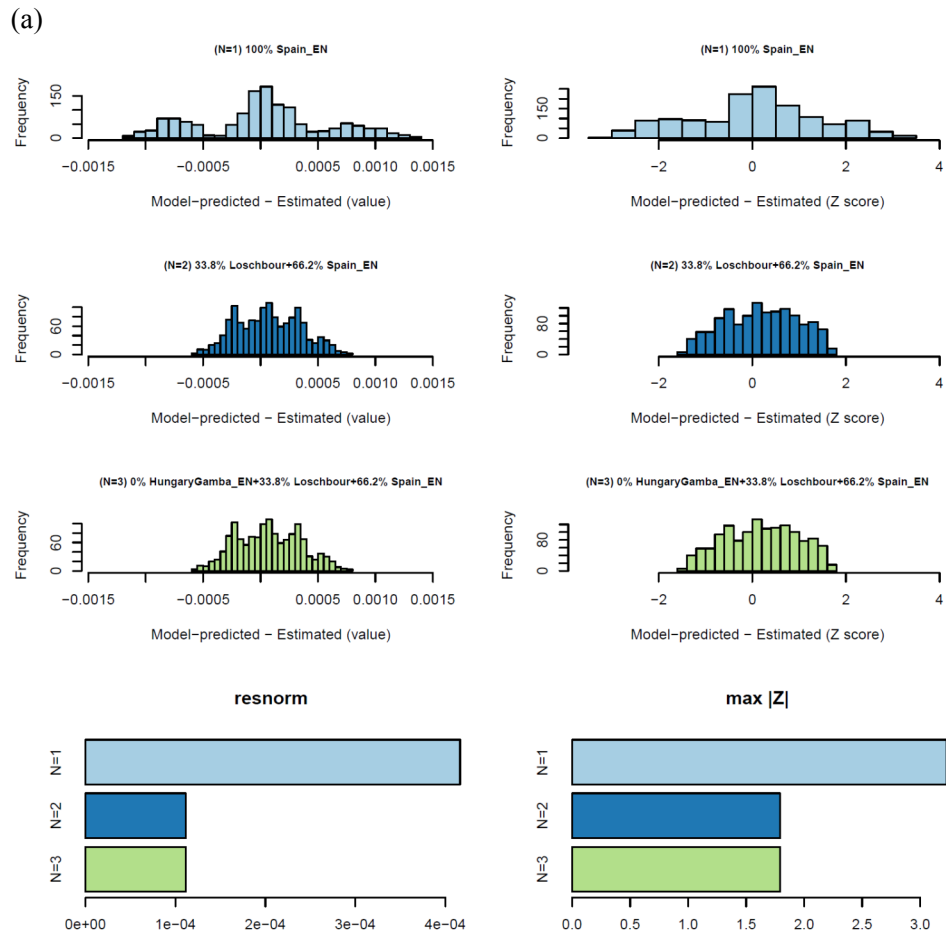 (a)
(N=1) 100% Spain_EN
(N=1) 100% Spain_EN
Frequency
0 150
−0.0015 −0.0005 0.0005 0.0010 0.0015
Model−predicted − Estimated (value)
Frequency
0 150
−2 0 2 4
Model−predicted − Estimated (Z score)
(N=2) 33.8% Loschbour+66.2% Spain_EN
(N=2) 33.8% Loschbour+66.2% Spain_EN
Frequency
0 60
−0.0015 −0.0005 0.0005 0.0010 0.0015
Model−predicted − Estimated (value)
Frequency
0 80
−2 0 2 4
Model−predicted − Estimated (Z score)
(N=3) 0% HungaryGamba_EN+33.8% Loschbour+66.2% Spain_EN
(N=3) 0% HungaryGamba_EN+33.8% Loschbour+66.2% Spain_EN
Frequency
0 60
−0.0015 −0.0005 0.0005 0.0010 0.0015
Model−predicted − Estimated (value)
Frequency
0 80
−2 0 2 4
Model−predicted − Estimated (Z score)
resnorm
N=1
N=2
N=3
0e+00 1e−04 2e−04 3e−04 4e−04
max |Z|
N=1
N=2
N=3
0.0 0.5 1.0 1.5 2.0 2.5 3.0